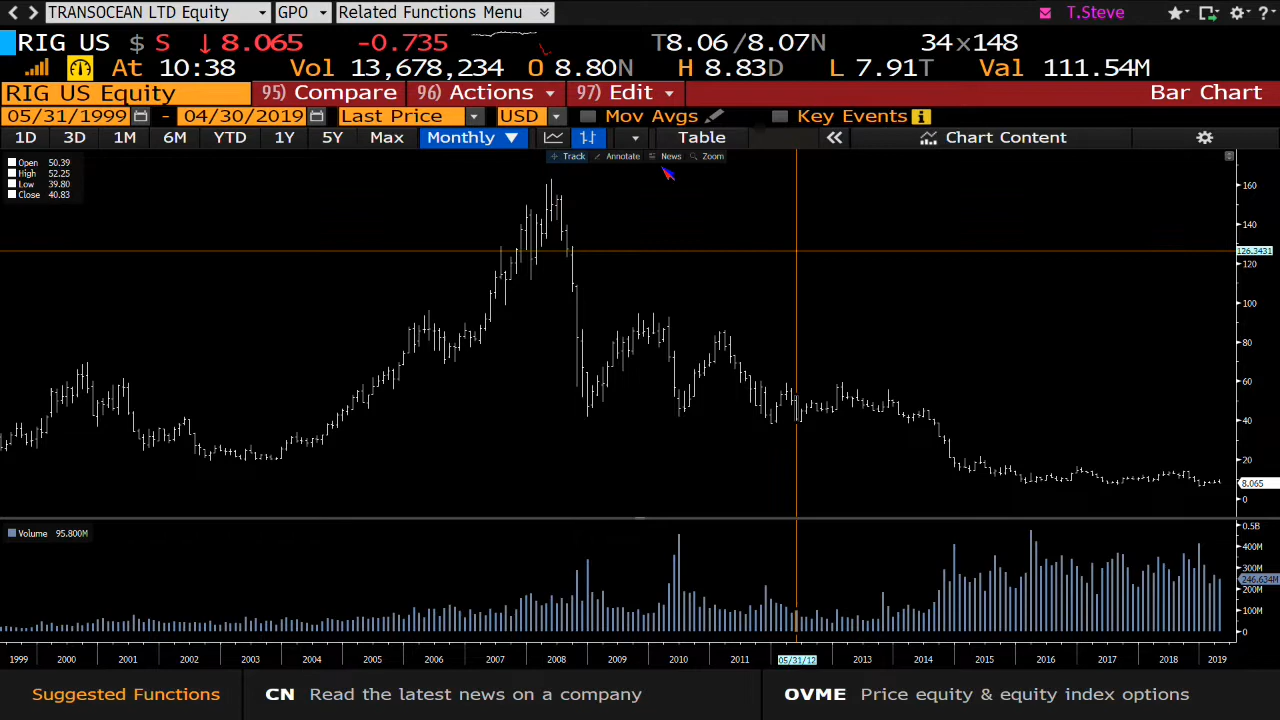 TRANSOCEAN LTD Equity GPO Related Functions Menu T.Steve ?
RIG US $ S ↓ 8.065 -0.735 T8.06 /8.07N 34 x 148
At 10:38 Vol 13,678,234 O 8.80N H 8.83D L 7.91T Val 111.54M
RIG US Equity 95) Compare 96) Actions 97) Edit Bar Chart
05/31/1999 - 04/30/2019 Last Price USD Mov Avgs Key Events
1D 3D 1M 6M YTD 1Y 5Y Max Monthly ▼ Table « Chart Content
Track Annotate News Zoom
Open 50.39
High 52.25
Low 39.80
Close 40.83
160
140
126.3431
120
100
80
60
40
20
8.065
0
Volume 95.800M
0.5B
400M
300M
246.634M
200M
100M
0
1999 2000 2001 2002 2003 2004 2005 2006 2007 2008 2009 2010 2011 05/31/12 2013 2014 2015 2016 2017 2018 2019
Suggested Functions CN Read the latest news on a company OVME Price equity & equity index options